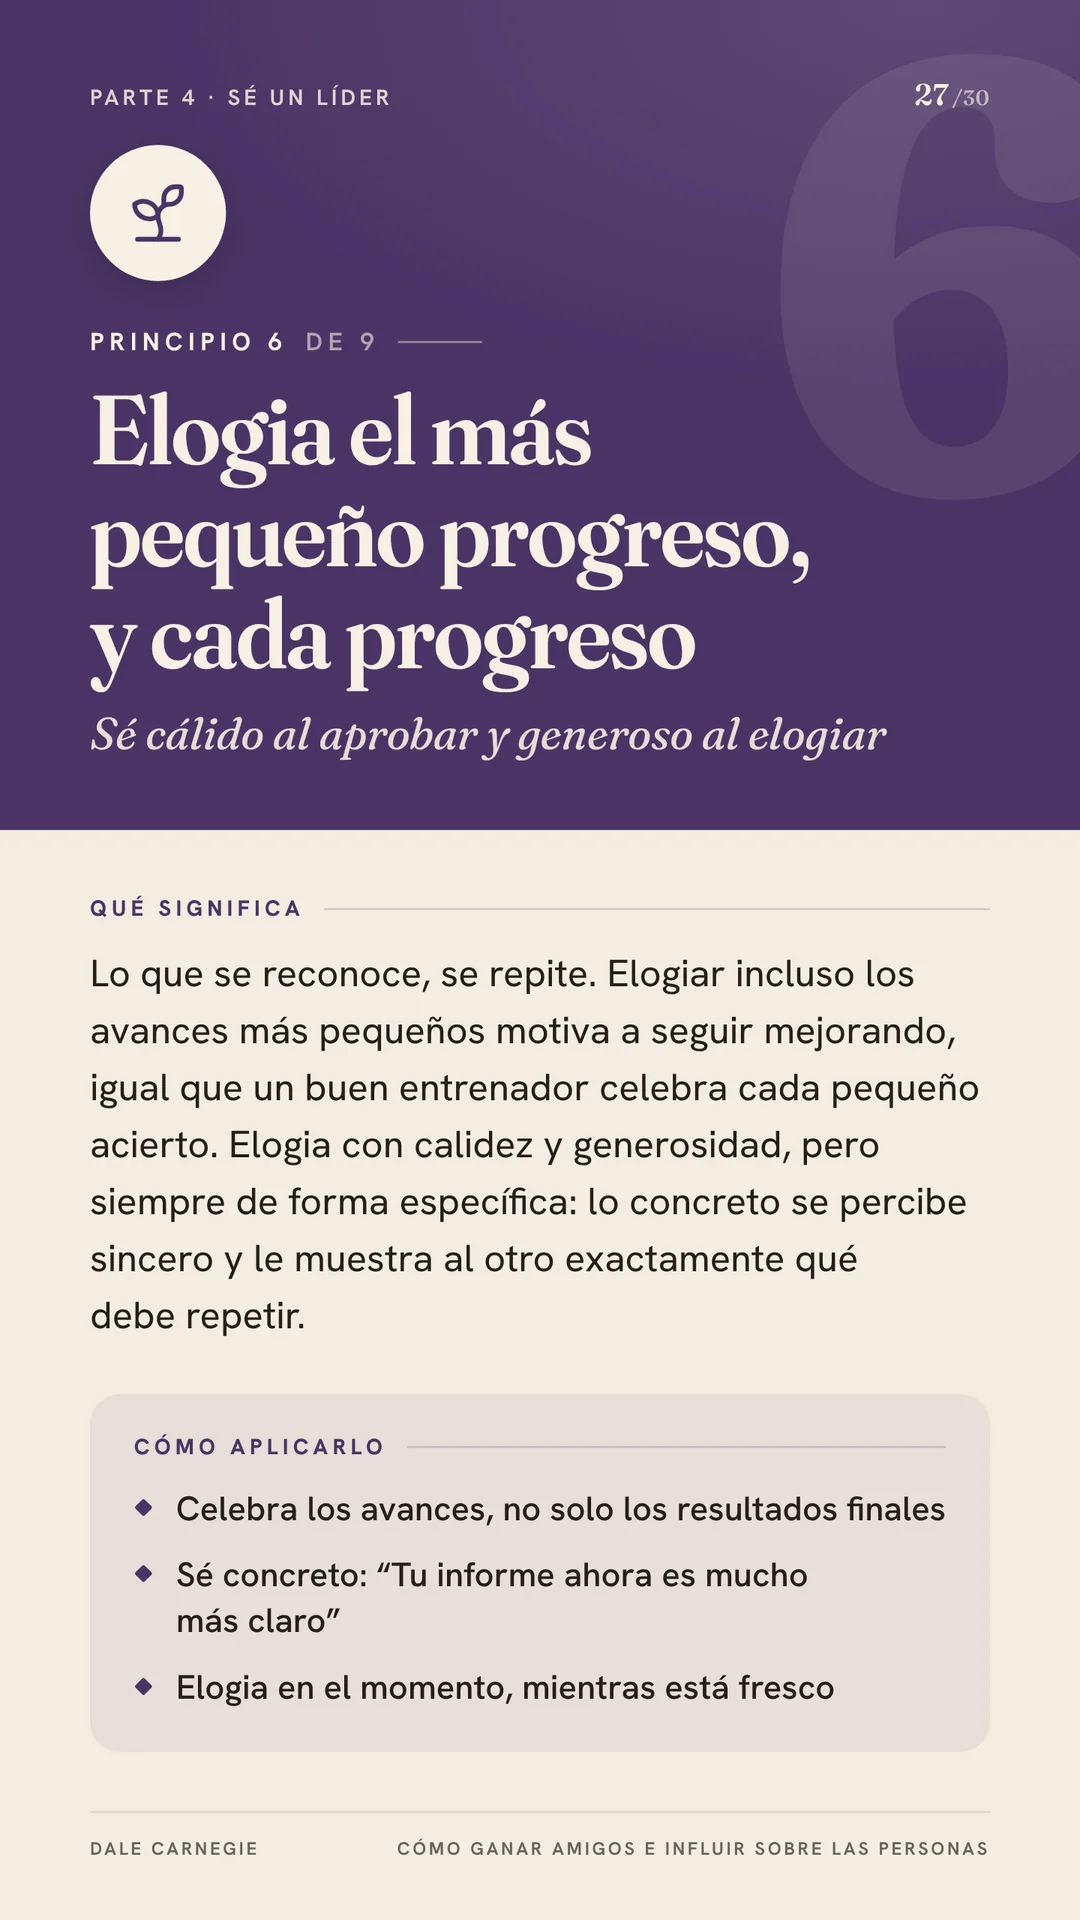 PARTE 4 · SÉ UN LÍDER
27/30
6
PRINCIPIO 6 DE 9
Elogia el más
pequeño progreso,
y cada progreso
Sé cálido al aprobar y generoso al elogiar
QUÉ SIGNIFICA
Lo que se reconoce, se repite. Elogiar incluso los
avances más pequeños motiva a seguir mejorando,
igual que un buen entrenador celebra cada pequeño
acierto. Elogia con calidez y generosidad, pero
siempre de forma específica: lo concreto se percibe
sincero y le muestra al otro exactamente qué
debe repetir.
CÓMO APLICARLO
Celebra los avances, no solo los resultados finales
Sé concreto: “Tu informe ahora es mucho
más claro”
Elogia en el momento, mientras está fresco
DALE CARNEGIE
CÓMO GANAR AMIGOS E INFLUIR SOBRE LAS PERSONAS